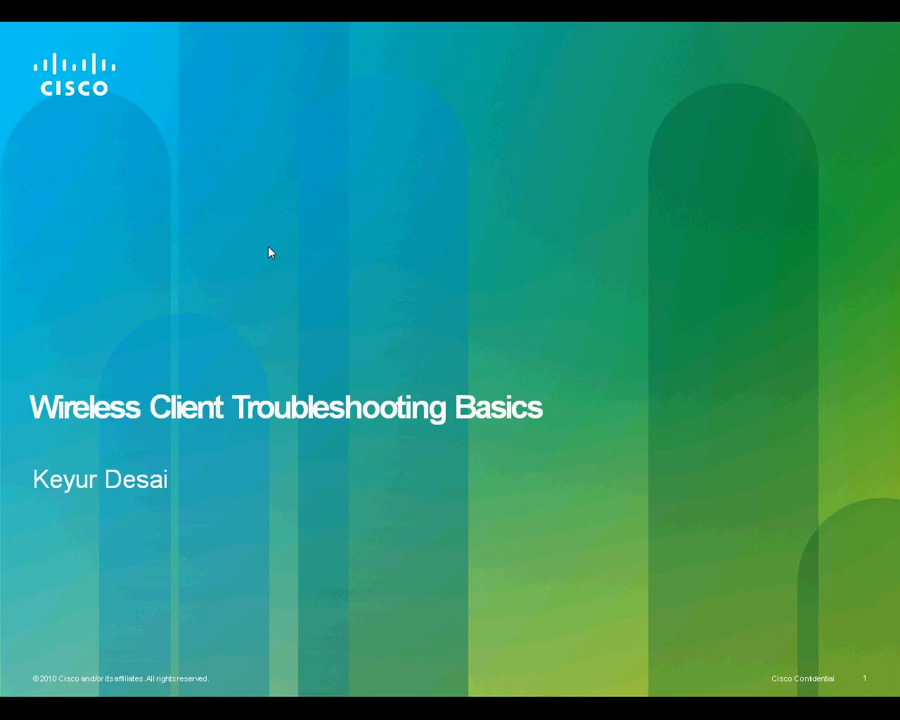 CISCO
Wireless Client Troubleshooting Basics
Keyur Desai
© 2010 Cisco and/or its affiliates. All rights reserved.
Cisco Confidential
1